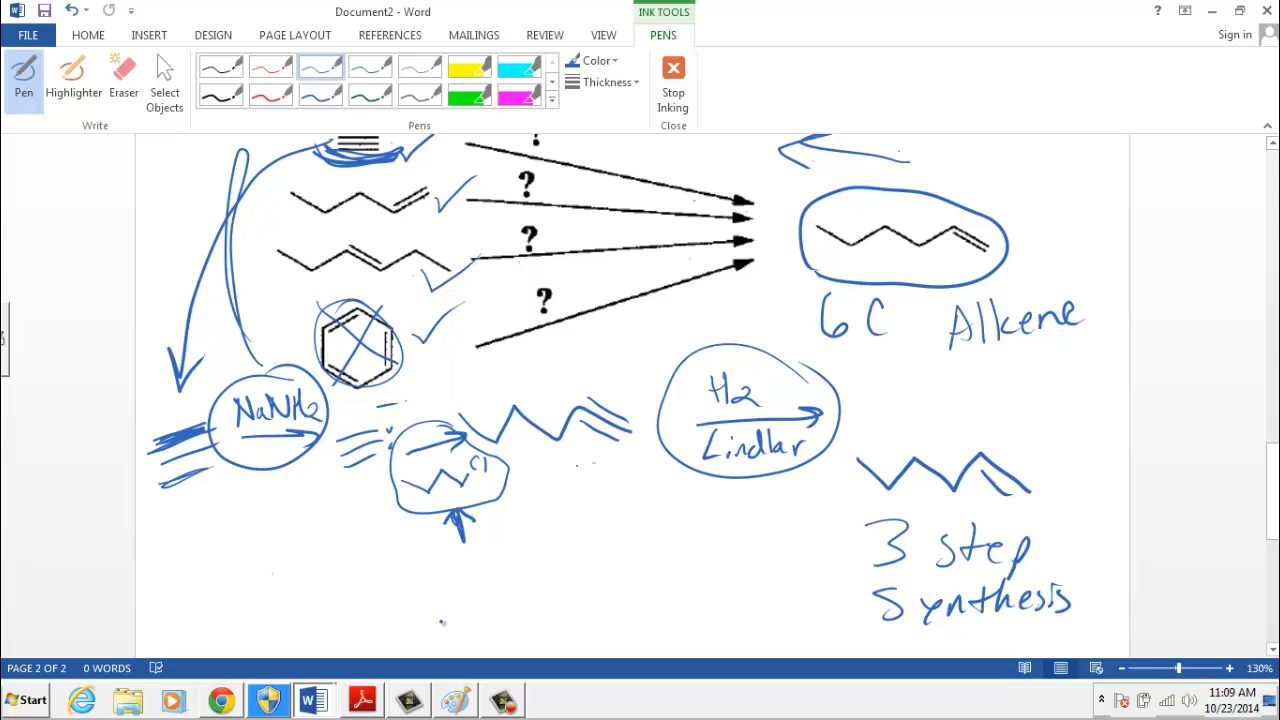 Document2 - Word
INK TOOLS
?
Sign in
FILE
HOME
INSERT
DESIGN
PAGE LAYOUT
REFERENCES
MAILINGS
REVIEW
VIEW
PENS
Pen
Highlighter
Eraser
Select
Objects
Color
Thickness
Stop
Inking
Write
Pens
Close
?
?
?
?
6C Alkene
NaNH2
H2
Lindlar
Cl
3 step
Synthesis
PAGE 2 OF 2
0 WORDS
130%
Start
11:09 AM
10/23/2014